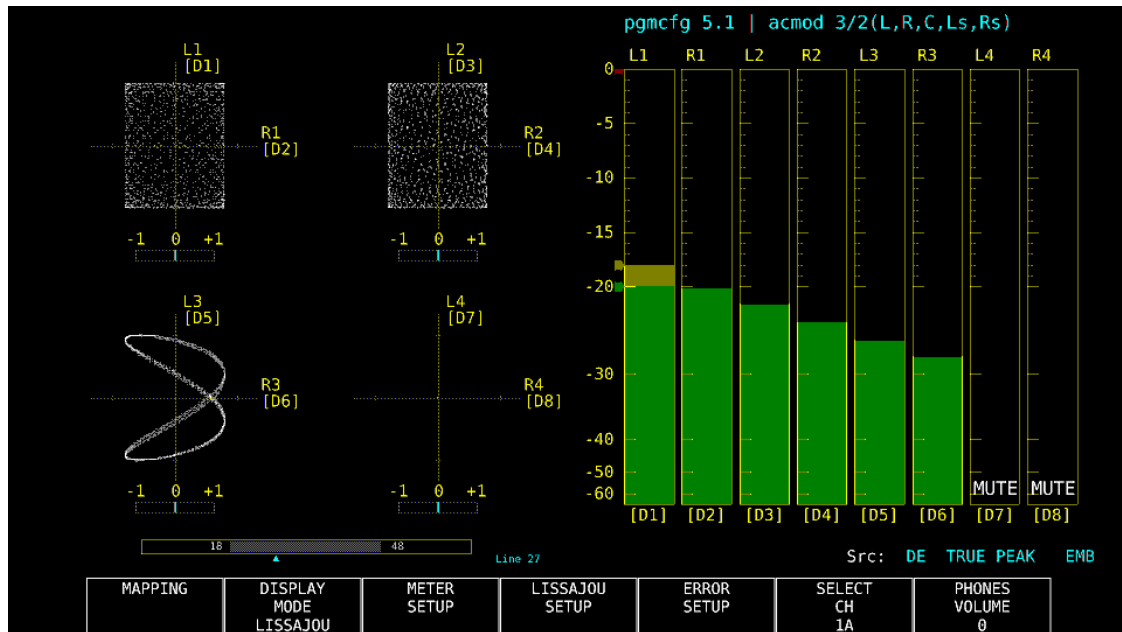 pgmcfg 5.1 | acmod 3/2(L,R,C,Ls,Rs)
L1
[D1]
R1
[D2]
-1 0 +1
L2
[D3]
R2
[D4]
-1 0 +1
L3
[D5]
R3
[D6]
-1 0 +1
L4
[D7]
R4
[D8]
-1 0 +1
L1 R1 L2 R2 L3 R3 L4 R4
0
-5
-10
-15
-20
-30
-40
-50
-60
MUTE MUTE
[D1] [D2] [D3] [D4] [D5] [D6] [D7] [D8]
18 48
Line 27
Src: DE TRUE PEAK EMB
MAPPING
DISPLAY
MODE
LISSAJOU
METER
SETUP
LISSAJOU
SETUP
ERROR
SETUP
SELECT
CH
1A
PHONES
VOLUME
0